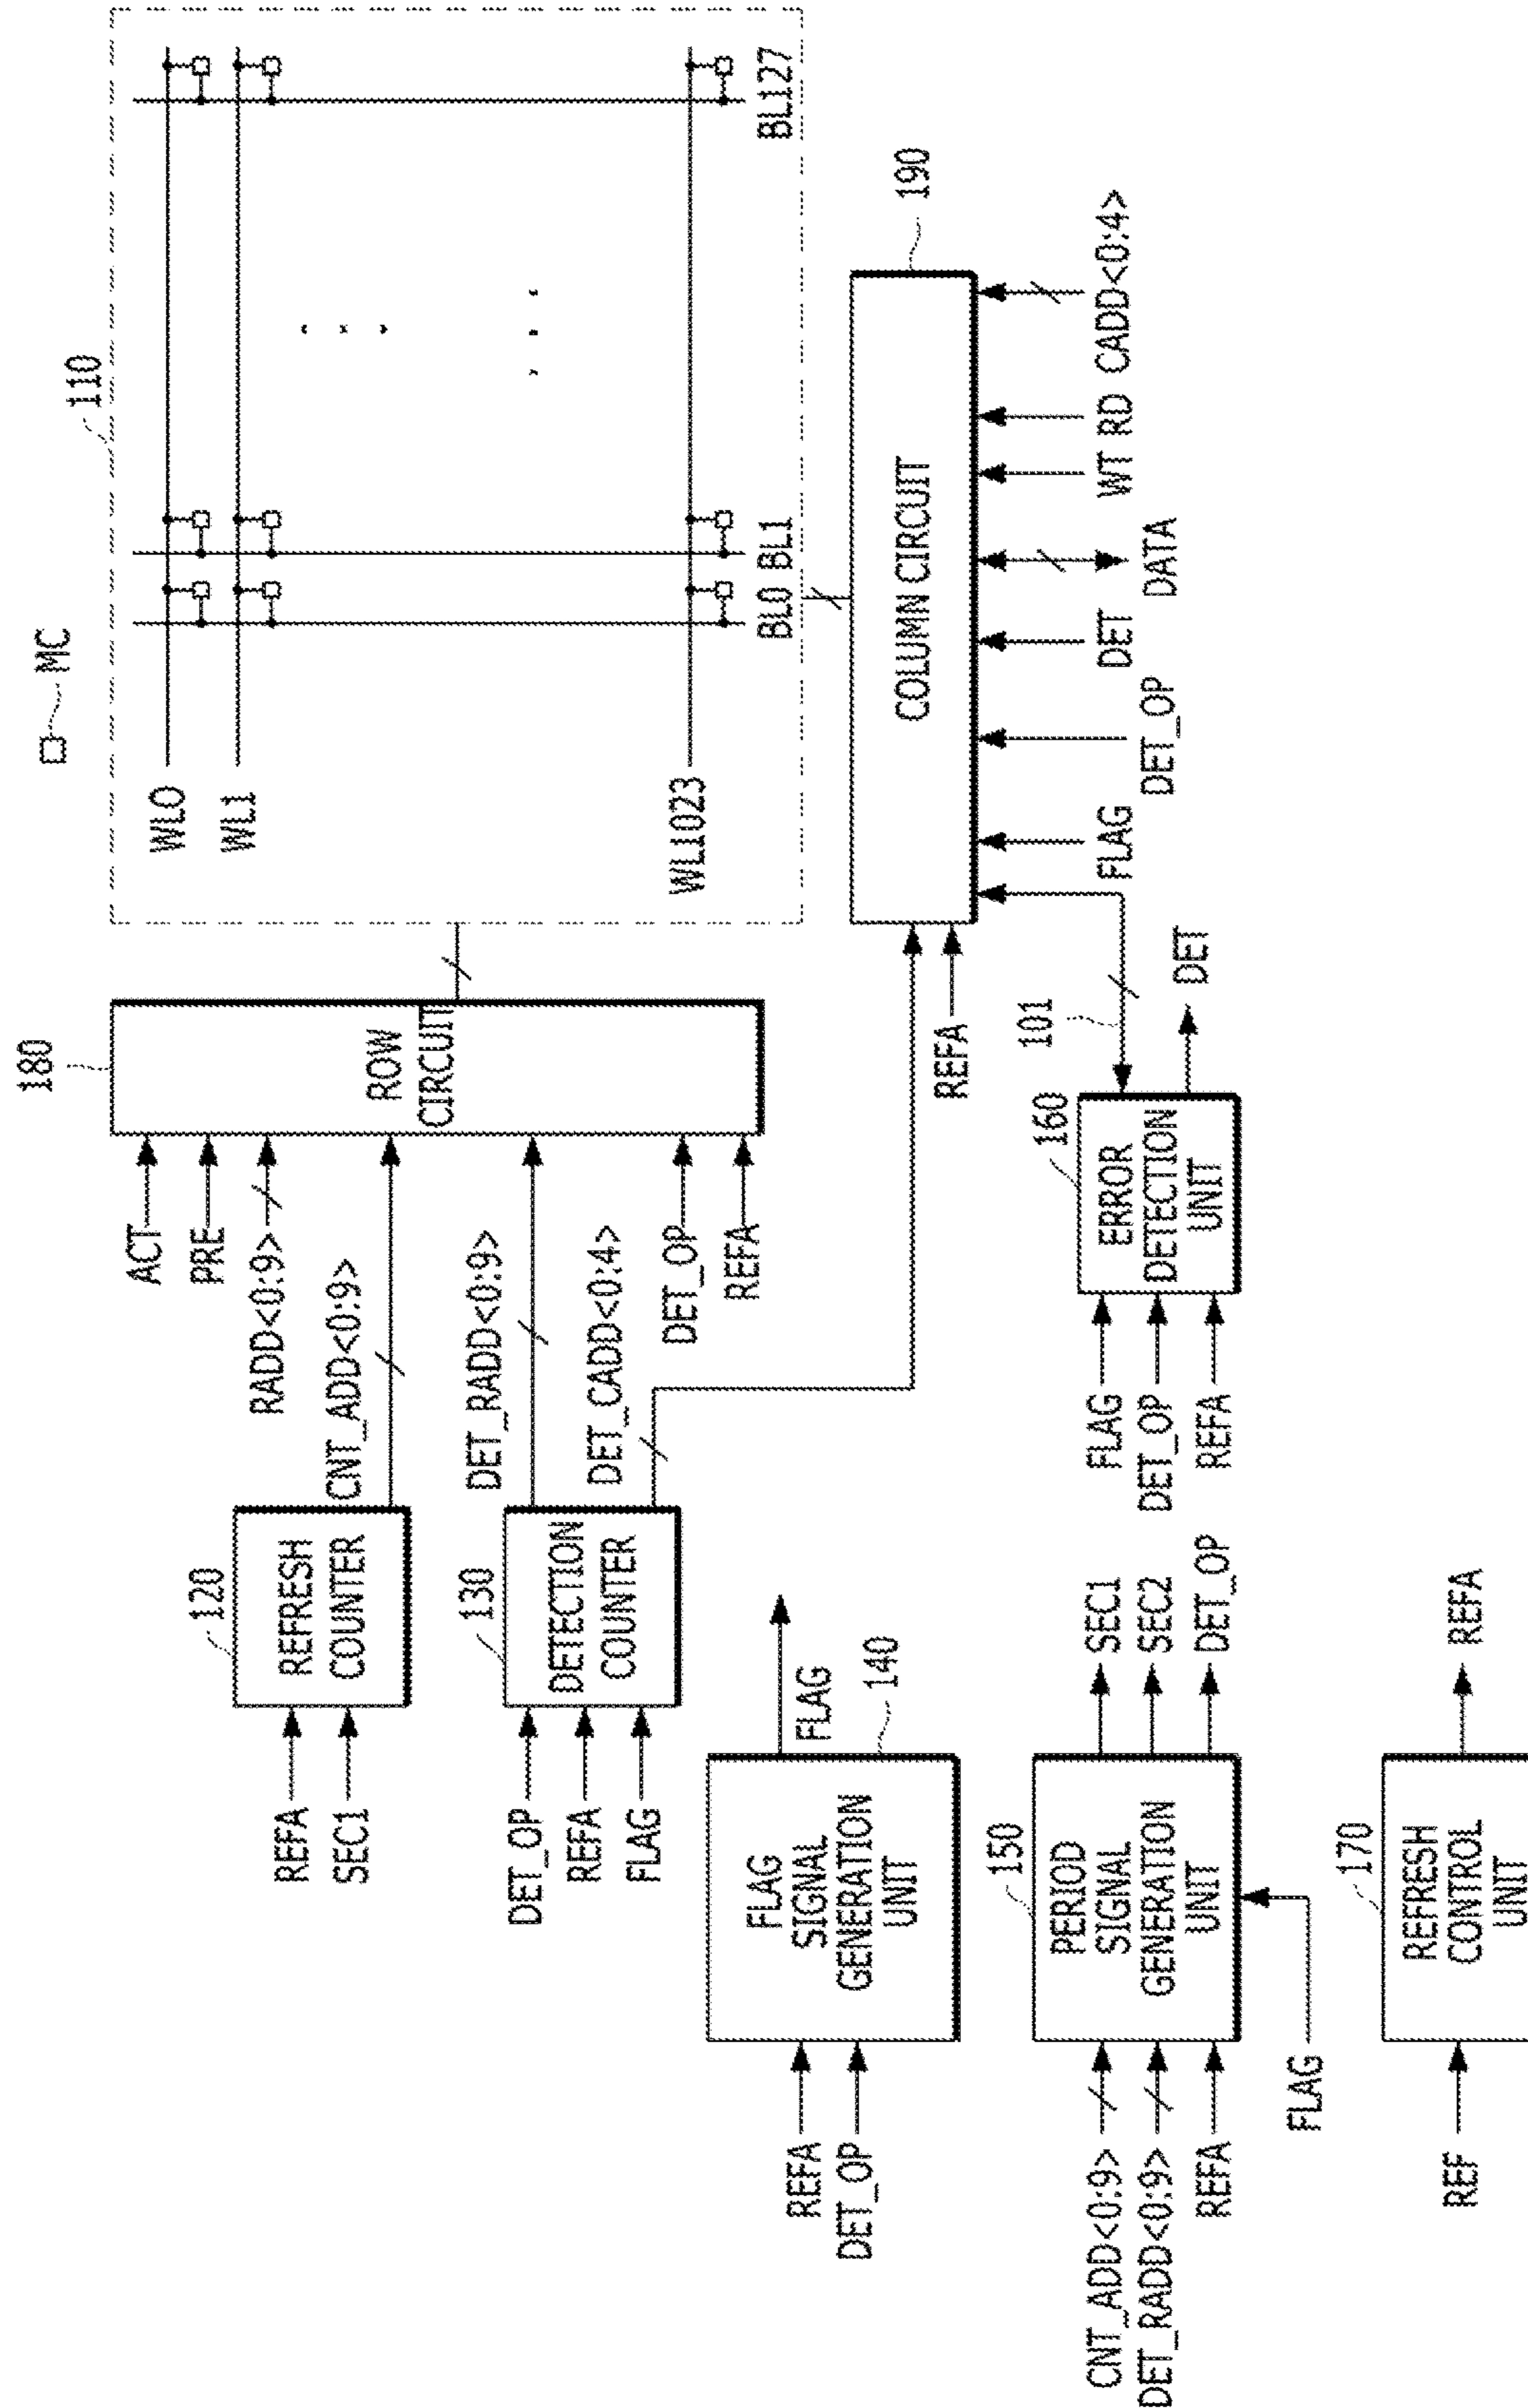 MC
110
WL0
WL1
WL1023
BL0 BL1
BL127
180
ROW
CIRCUIT
ACT
PRE
RADD<0:9>
CNT_ADD<0:9>
DET_RADD<0:9>
DET_CADD<0:4>
DET_OP
REFA
120
REFRESH
COUNTER
REFA
SEC1
130
DETECTION
COUNTER
DET_OP
REFA
FLAG
190
COLUMN CIRCUIT
REFA
FLAG
DET_OP
DET
DATA
WT RD CADD<0:4>
140
FLAG
SIGNAL
GENERATION
UNIT
REFA
DET_OP
FLAG
101
160
ERROR
DETECTION
UNIT
FLAG
DET_OP
REFA
DET
150
PERIOD
SIGNAL
GENERATION
UNIT
CNT_ADD<0:9>
DET_RADD<0:9>
REFA
FLAG
SEC1
SEC2
DET_OP
170
REFRESH
CONTROL
UNIT
REF
REFA